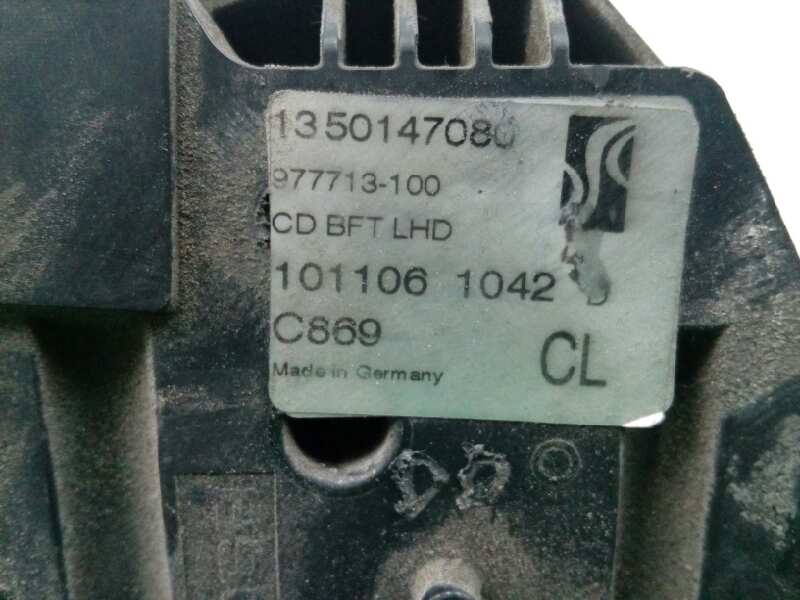 1350147080
977713-100
CD BFT LHD
101106 1042
C869
CL
Made in Germany